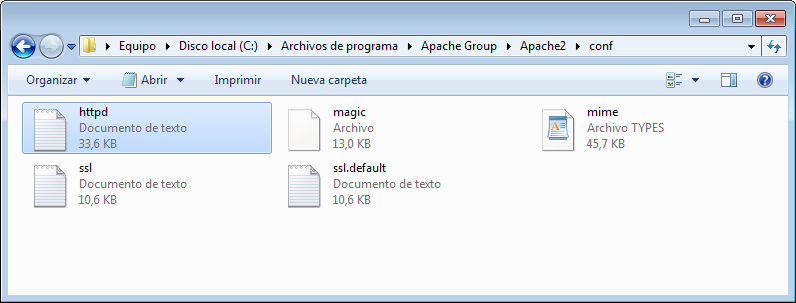 Equipo Disco local (C:) Archivos de programa Apache Group Apache2 conf
Organizar Abrir Imprimir Nueva carpeta
httpd
Documento de texto
33,6 KB
magic
Archivo
13,0 KB
mime
Archivo TYPES
45,7 KB
ssl
Documento de texto
10,6 KB
ssl.default
Documento de texto
10,6 KB